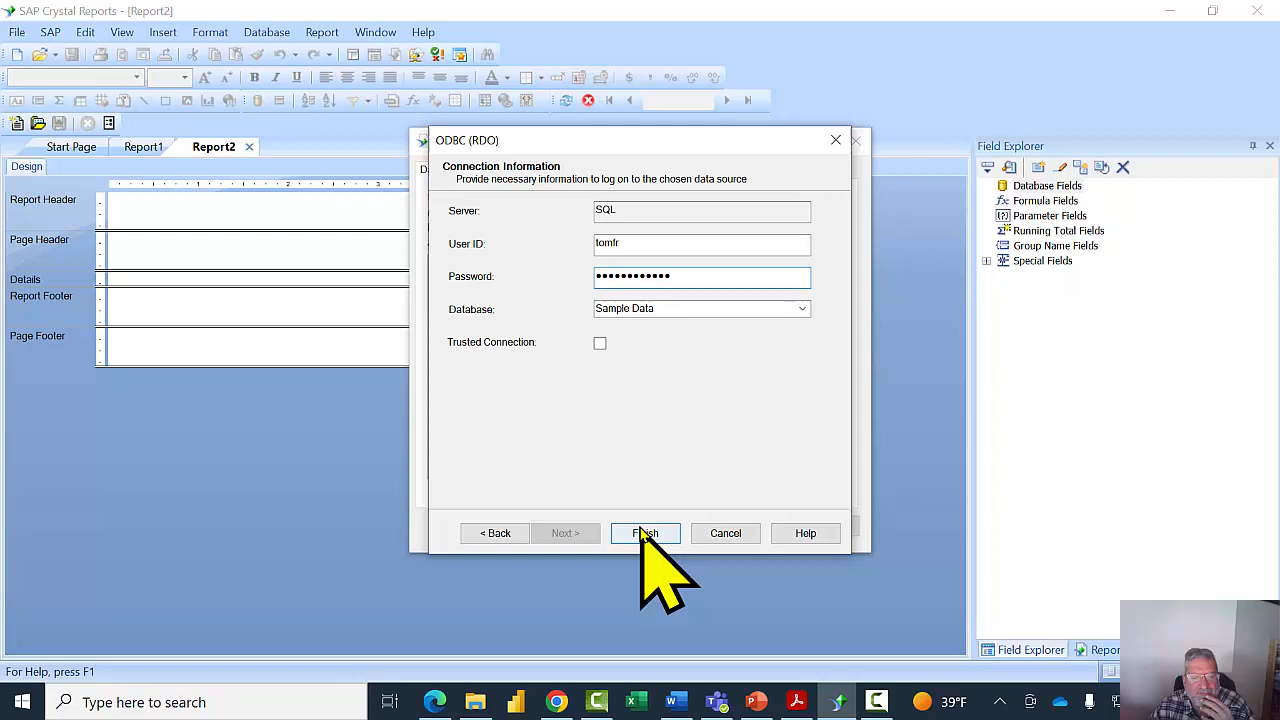 SAP Crystal Reports - [Report2]
File SAP Edit View Insert Format Database Report Window Help
Start Page Report1 Report2
Design
1 2 3
Report Header
Page Header
Details
Report Footer
Page Footer
ODBC (RDO)
Connection Information
Provide necessary information to log on to the chosen data source
Server: SQL
User ID: tomfr
Password: ••••••••••••
Database: Sample Data
Trusted Connection:
< Back Next > Finish Cancel Help
Field Explorer
Database Fields
Formula Fields
Parameter Fields
Running Total Fields
Group Name Fields
Special Fields
Field Explorer
For Help, press F1
Type here to search
39°F